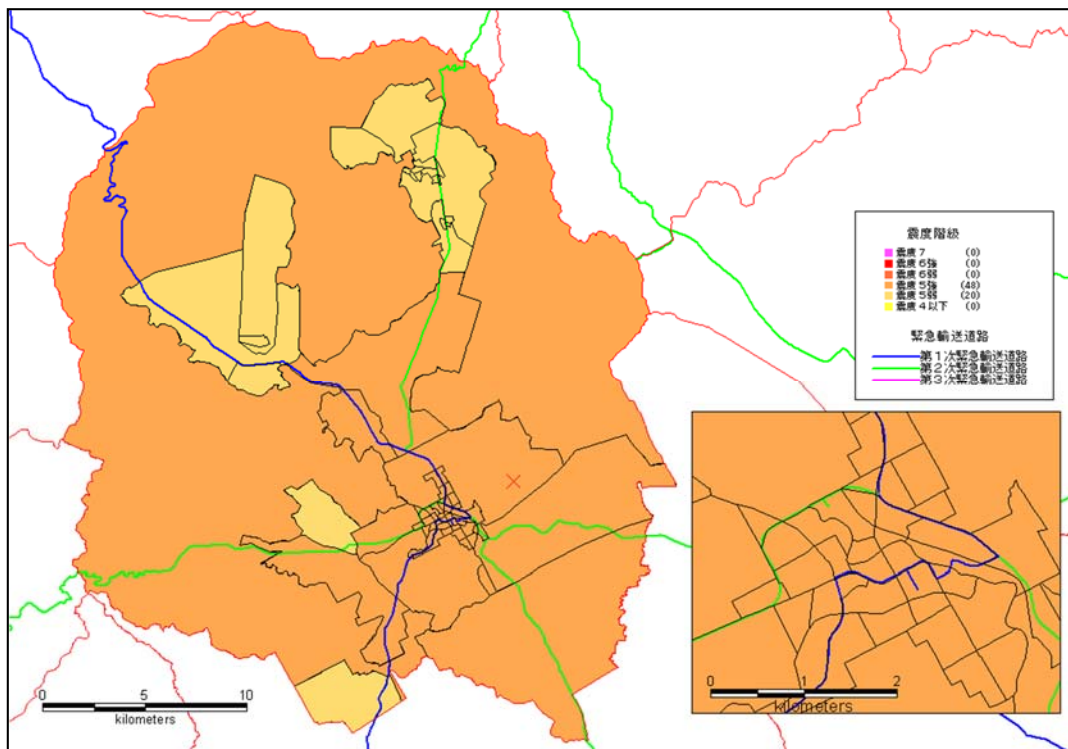 震度階級
震度７ (0)
震度６強 (0)
震度６弱 (0)
震度５強 (48)
震度５弱 (20)
震度４以下 (0)
緊急輸送道路
第１次緊急輸送道路
第２次緊急輸送道路
第３次緊急輸送道路
0 5 10
kilometers
0 1 2
kilometers